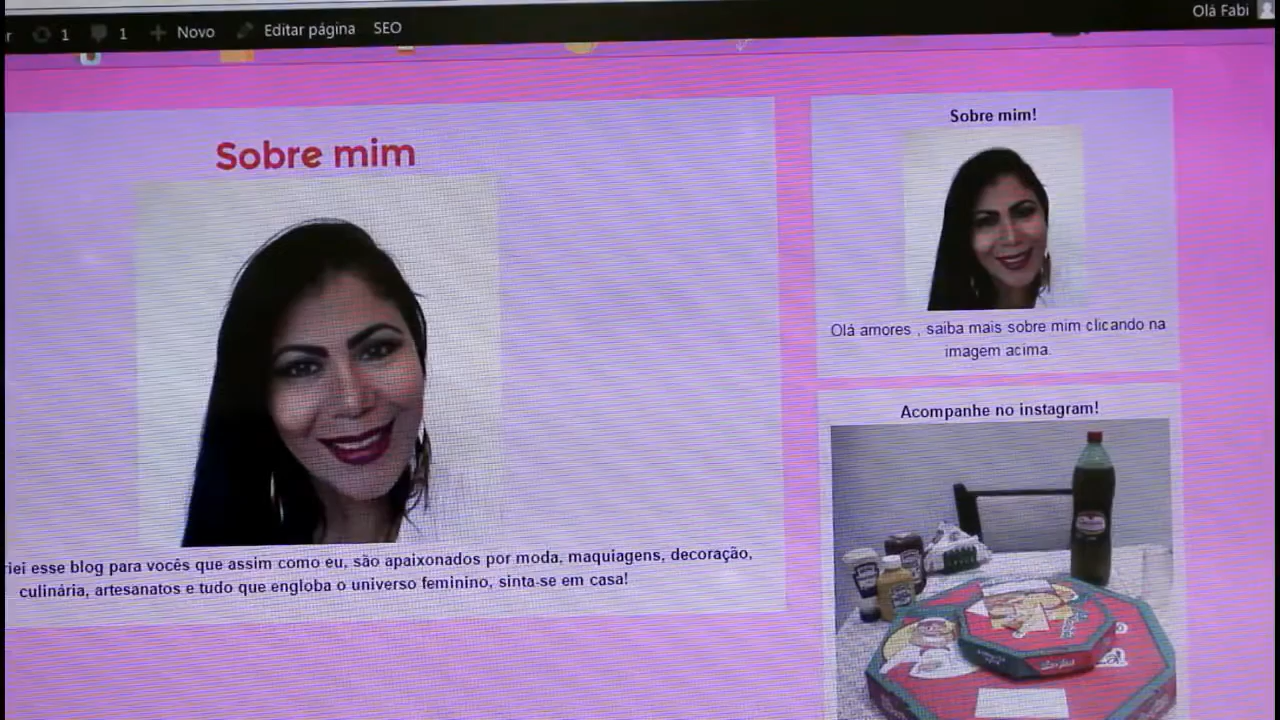 1 1 Novo Editar página SEO
Olá Fabi
Sobre mim
esse blog para vocês que assim como eu, são apaixonados por moda, maquiagens, decoração,
culinária, artesanatos e tudo que engloba o universo feminino, sinta-se em casa!
Sobre mim!
Olá amores , saiba mais sobre mim clicando na
imagem acima.
Acompanhe no instagram!